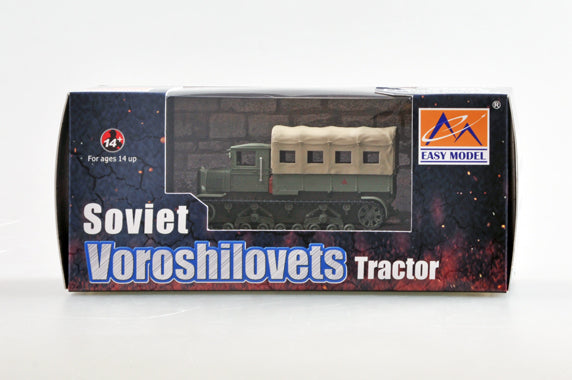 14+
For ages 14 up
®
EASY MODEL
Soviet
Voroshilovets Tractor